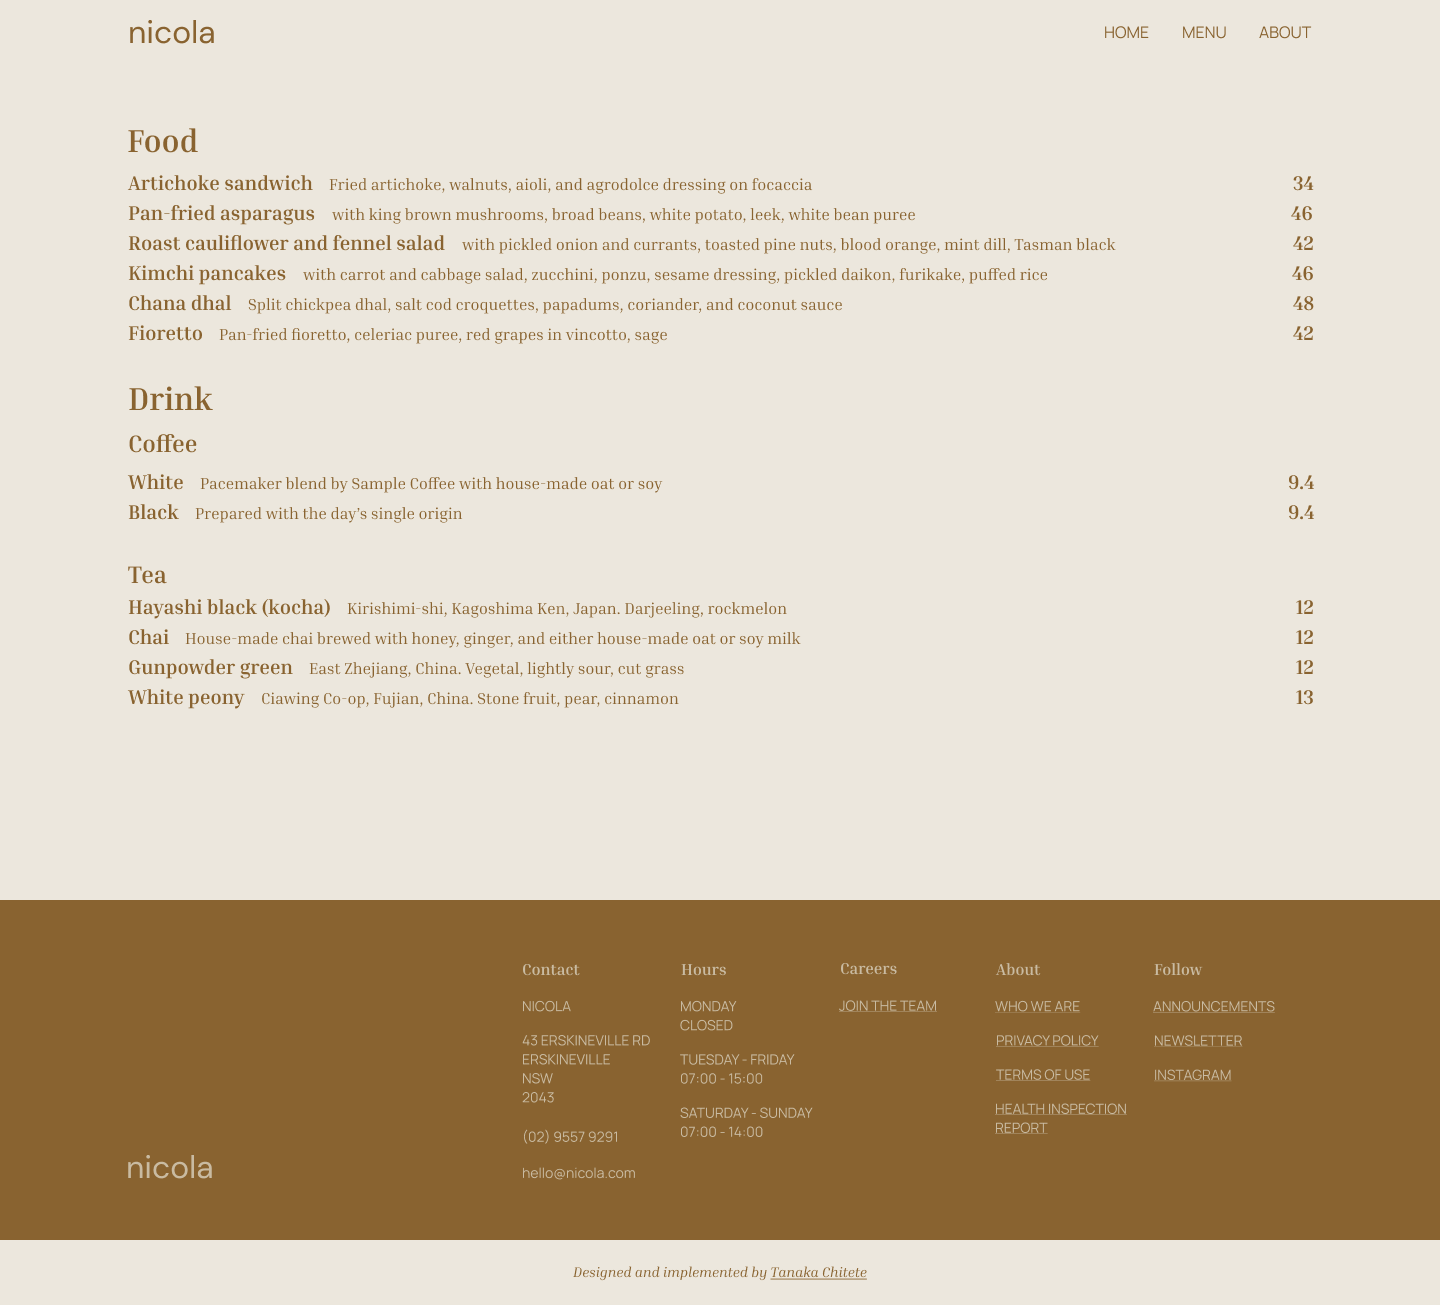 nicola
HOME MENU ABOUT
Food
Artichoke sandwich Fried artichoke, walnuts, aioli, and agrodolce dressing on focaccia 34
Pan-fried asparagus with king brown mushrooms, broad beans, white potato, leek, white bean puree 46
Roast cauliflower and fennel salad with pickled onion and currants, toasted pine nuts, blood orange, mint dill, Tasman black 42
Kimchi pancakes with carrot and cabbage salad, zucchini, ponzu, sesame dressing, pickled daikon, furikake, puffed rice 46
Chana dhal Split chickpea dhal, salt cod croquettes, papadums, coriander, and coconut sauce 48
Fioretto Pan-fried fioretto, celeriac puree, red grapes in vincotto, sage 42
Drink
Coffee
White Pacemaker blend by Sample Coffee with house-made oat or soy 9.4
Black Prepared with the day’s single origin 9.4
Tea
Hayashi black (kocha) Kirishimi-shi, Kagoshima Ken, Japan. Darjeeling, rockmelon 12
Chai House-made chai brewed with honey, ginger, and either house-made oat or soy milk 12
Gunpowder green East Zhejiang, China. Vegetal, lightly sour, cut grass 12
White peony Ciawing Co-op, Fujian, China. Stone fruit, pear, cinnamon 13
nicola
Contact
NICOLA
43 ERSKINEVILLE RD
ERSKINEVILLE
NSW
2043
(02) 9557 9291
hello@nicola.com
Hours
MONDAY
CLOSED
TUESDAY - FRIDAY
07:00 - 15:00
SATURDAY - SUNDAY
07:00 - 14:00
Careers
JOIN THE TEAM
About
WHO WE ARE
PRIVACY POLICY
TERMS OF USE
HEALTH INSPECTION
REPORT
Follow
ANNOUNCEMENTS
NEWSLETTER
INSTAGRAM
Designed and implemented by Tanaka Chitete